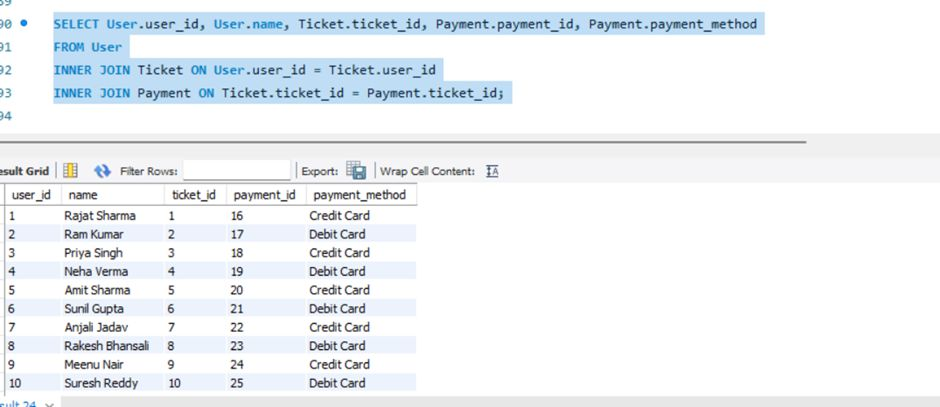 90 SELECT User.user_id, User.name, Ticket.ticket_id, Payment.payment_id, Payment.payment_method
91 FROM User
92 INNER JOIN Ticket ON User.user_id = Ticket.user_id
93 INNER JOIN Payment ON Ticket.ticket_id = Payment.ticket_id;
94
esult Grid Filter Rows: Export: Wrap Cell Content:
user_id name ticket_id payment_id payment_method
1 Rajat Sharma 1 16 Credit Card
2 Ram Kumar 2 17 Debit Card
3 Priya Singh 3 18 Credit Card
4 Neha Verma 4 19 Debit Card
5 Amit Sharma 5 20 Credit Card
6 Sunil Gupta 6 21 Debit Card
7 Anjali Jadav 7 22 Credit Card
8 Rakesh Bhansali 8 23 Debit Card
9 Meenu Nair 9 24 Credit Card
10 Suresh Reddy 10 25 Debit Card